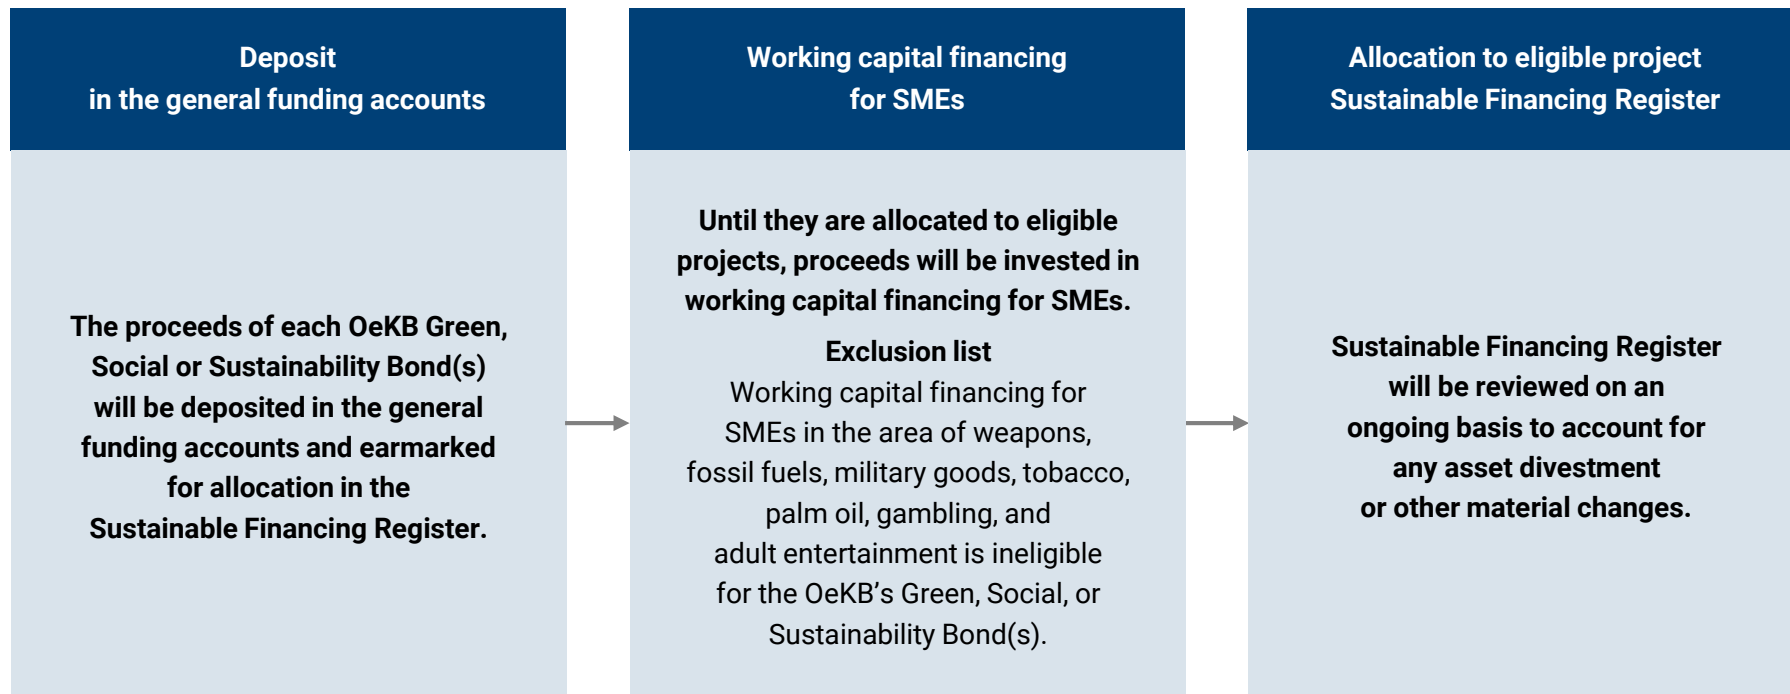 Deposit
in the general funding accounts
The proceeds of each OeKB Green,
Social or Sustainability Bond(s)
will be deposited in the general
funding accounts and earmarked
for allocation in the
Sustainable Financing Register.
Working capital financing
for SMEs
Until they are allocated to eligible
projects, proceeds will be invested in
working capital financing for SMEs.
Exclusion list
Working capital financing for
SMEs in the area of weapons,
fossil fuels, military goods, tobacco,
palm oil, gambling, and
adult entertainment is ineligible
for the OeKB’s Green, Social, or
Sustainability Bond(s).
Allocation to eligible project
Sustainable Financing Register
Sustainable Financing Register
will be reviewed on an
ongoing basis to account for
any asset divestment
or other material changes.